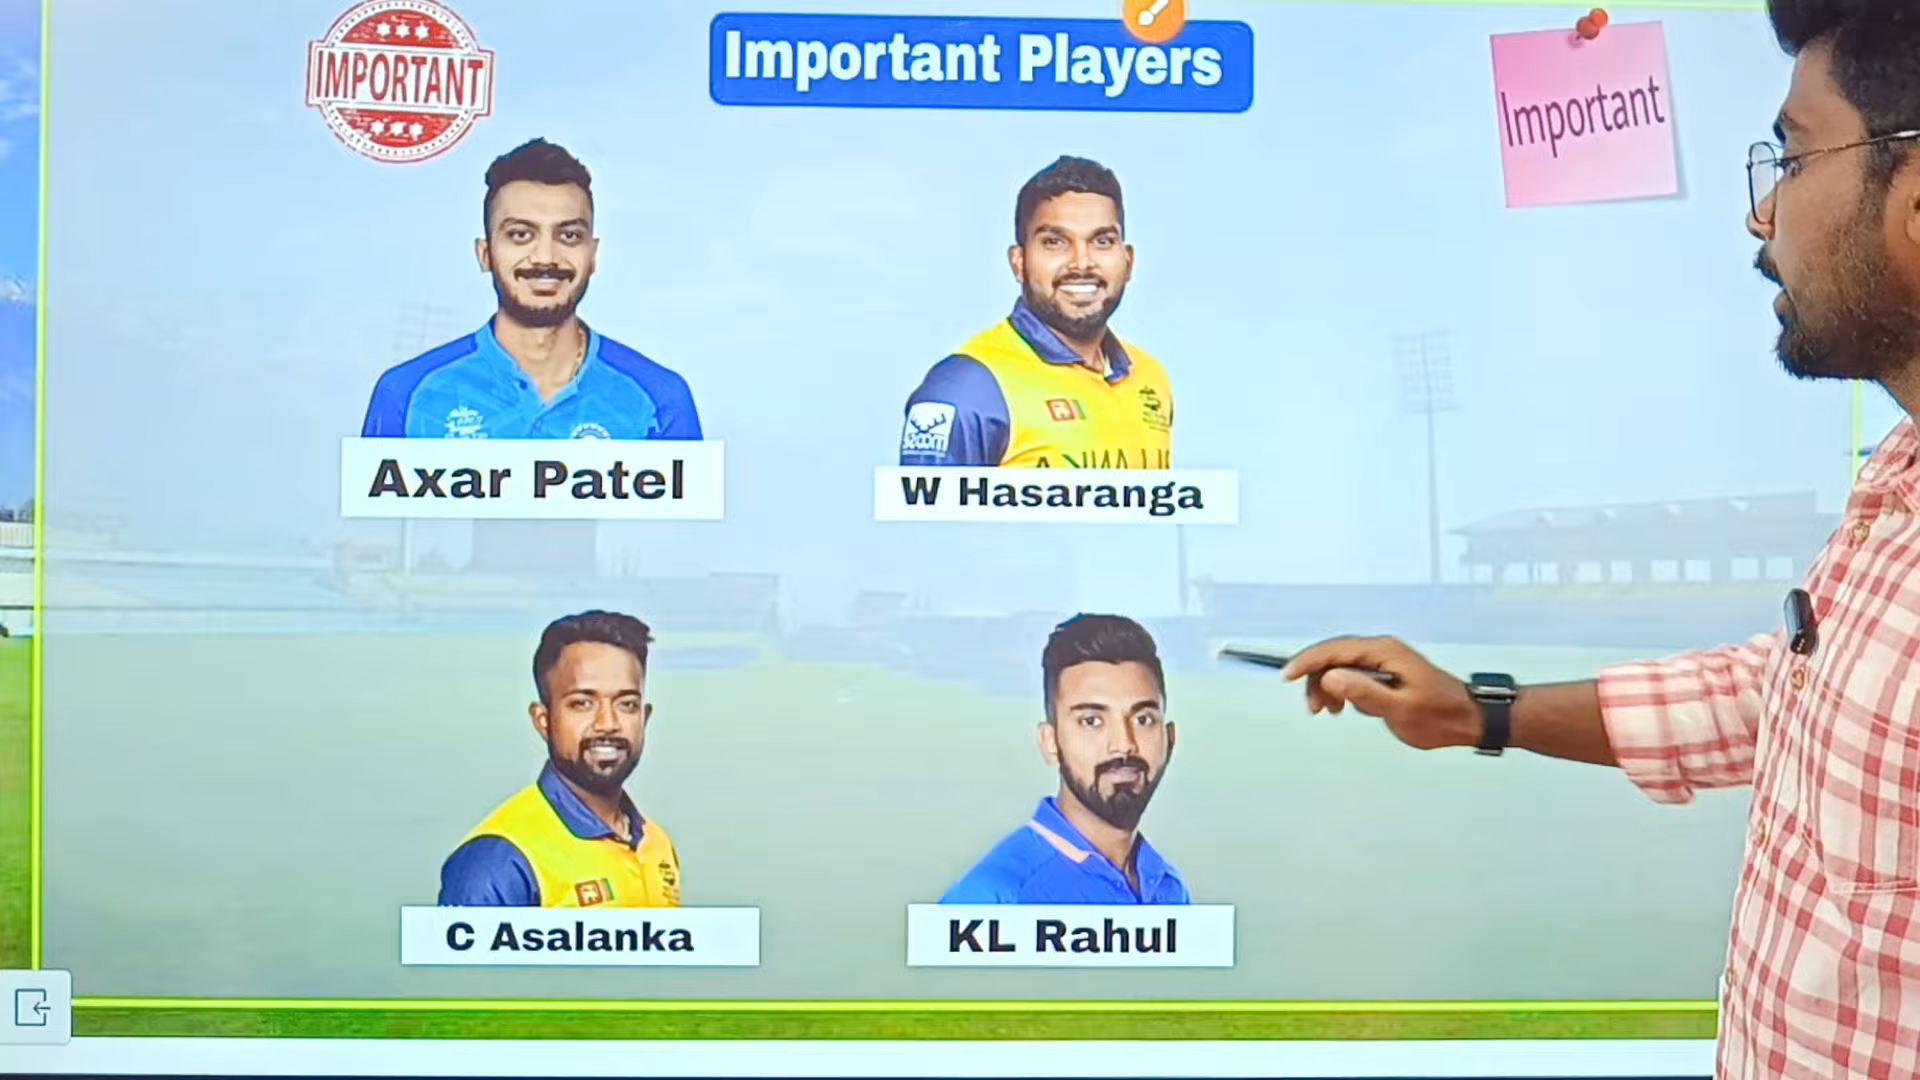 IMPORTANT
Important Players
Important
Axar Patel
W Hasaranga
C Asalanka
KL Rahul